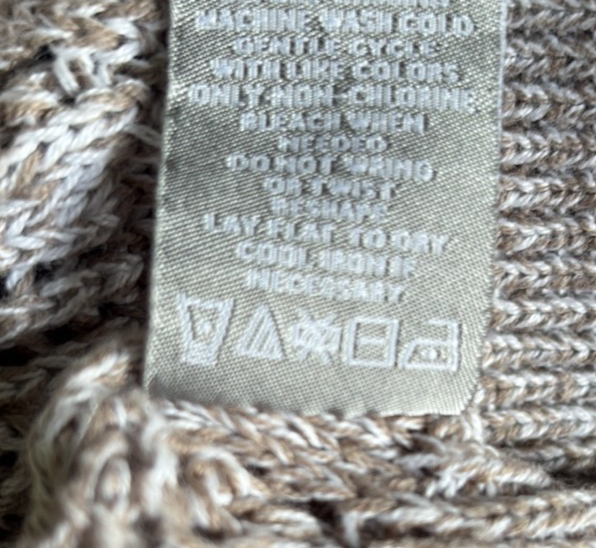 MACHINE WASH COLD
GENTLE CYCLE
WITH LIKE COLORS
ONLY NON-CHLORINE
BLEACH WHEN
NEEDED
DO NOT WRING
OR TWIST
RESHAPE
LAY FLAT TO DRY
COOL IRON IF
NECESSARY